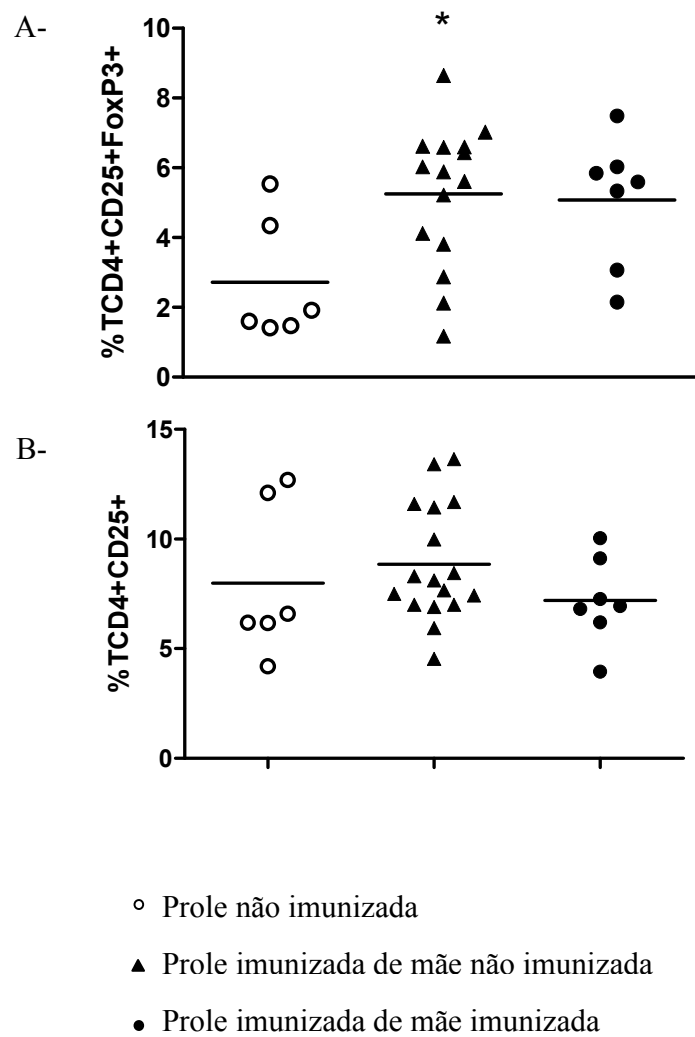 A-
*
10
8
6
4
2
0
%TCD4+CD25+FoxP3+
B-
15
10
5
0
%TCD4+CD25+
Prole não imunizada
Prole imunizada de mãe não imunizada
Prole imunizada de mãe imunizada